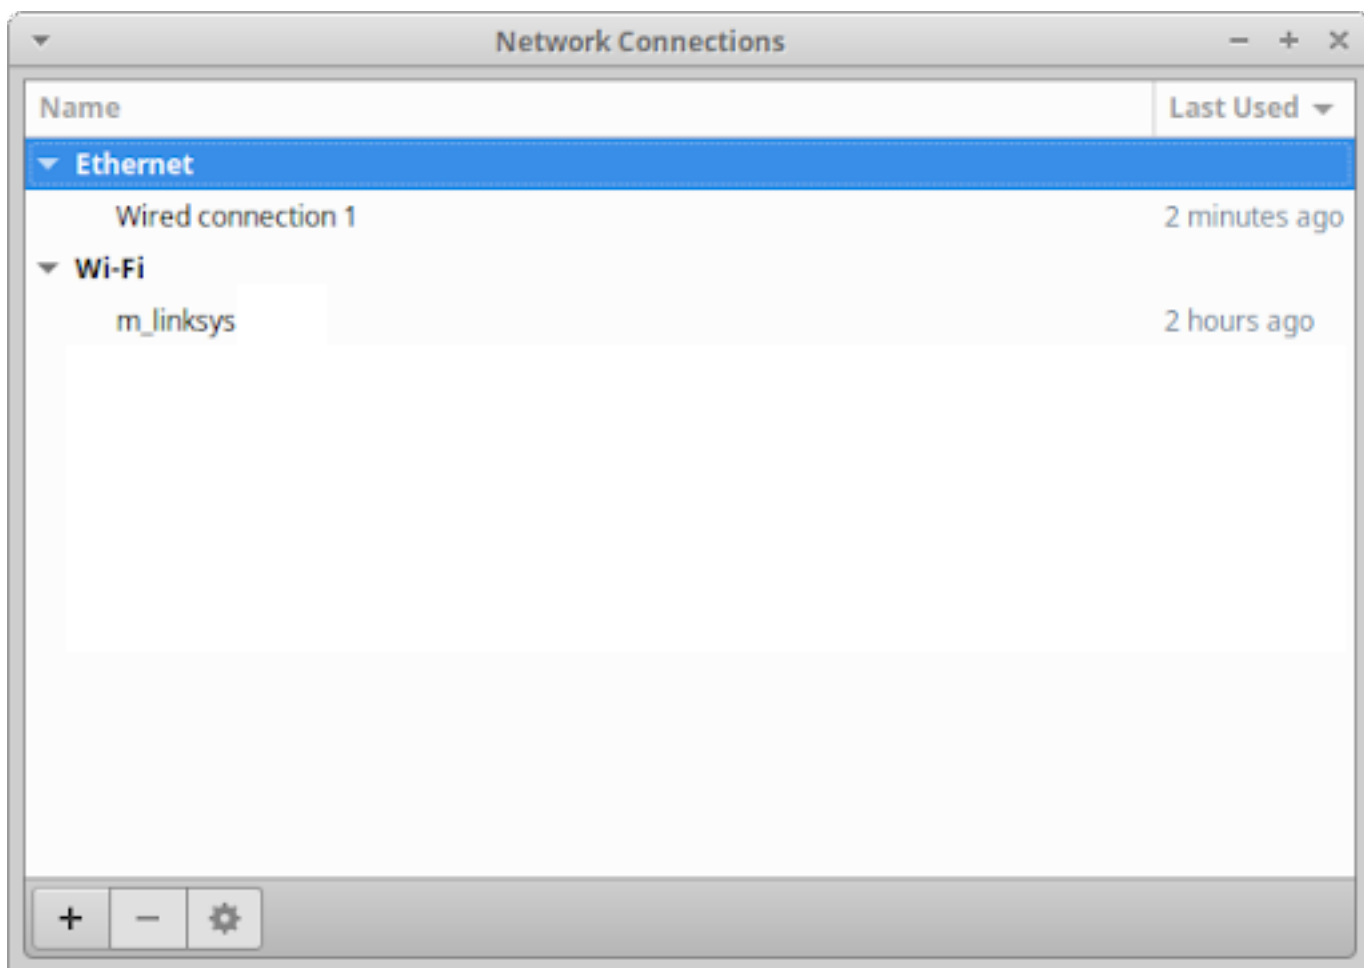 Network Connections
Name Last Used
Ethernet
Wired connection 1 2 minutes ago
Wi-Fi
m_linksys 2 hours ago